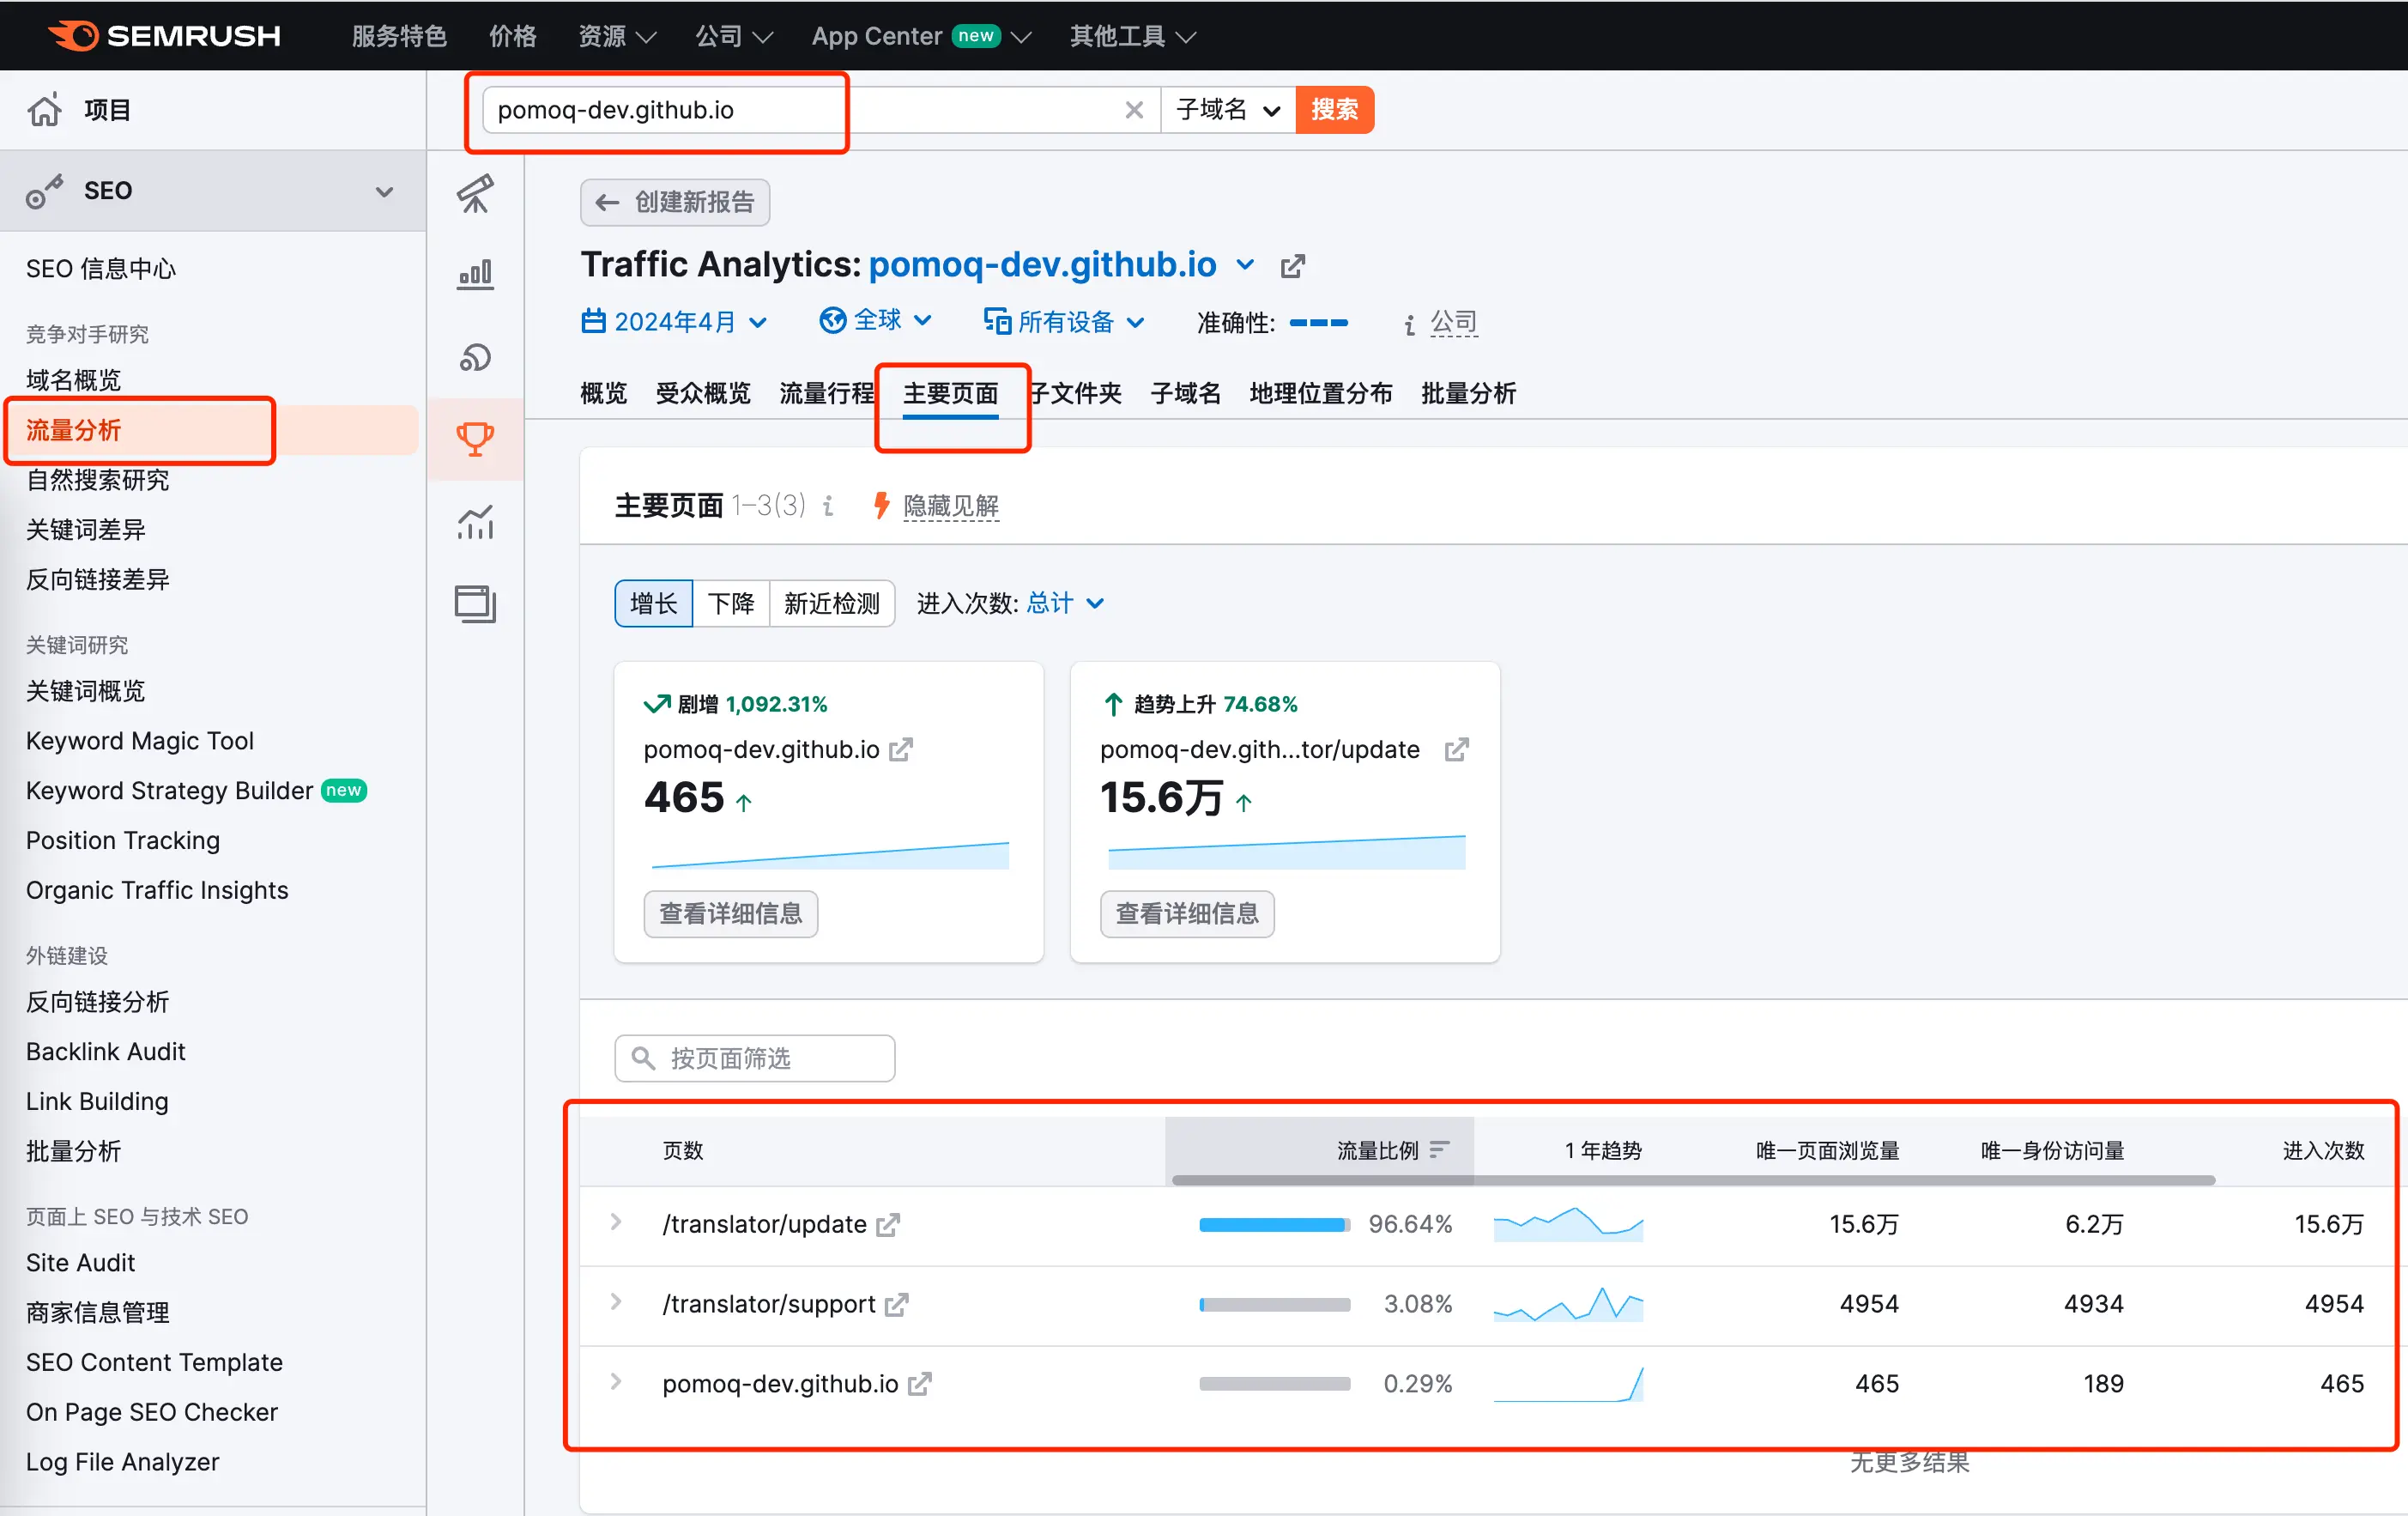 SEMRUSH 服务特色 价格 资源 公司 App Center new 其他工具
项目
pomoq-dev.github.io 子域名 搜索
SEO
创建新报告
Traffic Analytics: pomoq-dev.github.io
2024年4月 全球 所有设备 准确性: 公司
概览 受众概览 流量行程 主要页面 子文件夹 子域名 地理位置分布 批量分析
SEO 信息中心
竞争对手研究
域名概览
流量分析
自然搜索研究
关键词差异
反向链接差异
关键词研究
关键词概览
Keyword Magic Tool
Keyword Strategy Builder new
Position Tracking
Organic Traffic Insights
外链建设
反向链接分析
Backlink Audit
Link Building
批量分析
页面上 SEO 与技术 SEO
Site Audit
商家信息管理
SEO Content Template
On Page SEO Checker
Log File Analyzer
主要页面 1–3(3) i 隐藏见解
增长 下降 新近检测 进入次数: 总计
剧增 1,092.31%
pomoq-dev.github.io
465
查看详细信息
趋势上升 74.68%
pomoq-dev.gith...tor/update
15.6万
查看详细信息
按页面筛选
页数 流量比例 1 年趋势 唯一页面浏览量 唯一身份访问量 进入次数
/translator/update 96.64% 15.6万 6.2万 15.6万
/translator/support 3.08% 4954 4934 4954
pomoq-dev.github.io 0.29% 465 189 465
无更多结果